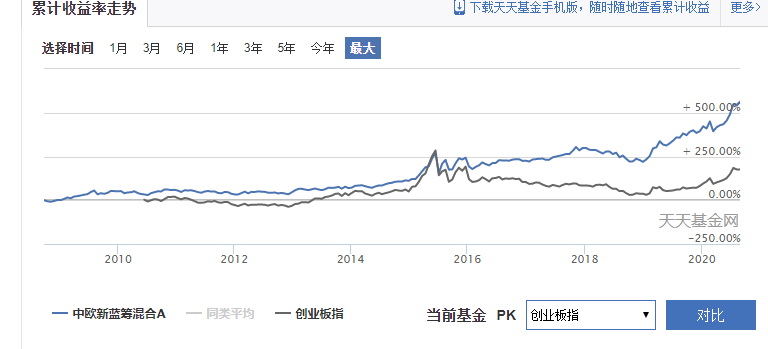 累计收益率走势
下载天天基金手机版，随时随地查看累计收益
更多>
选择时间 1月 3月 6月 1年 3年 5年 今年 最大
+ 500.00%
+ 250.00%
0.00%
天天基金网
-250.00%
2010 2012 2014 2016 2018 2020
中欧新蓝筹混合A 同类平均 创业板指
当前基金 PK 创业板指 ▼ 对比